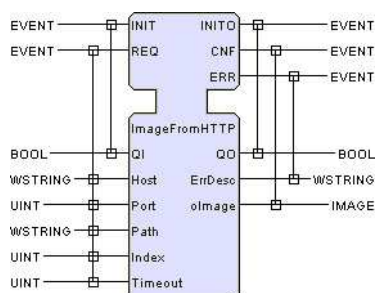 EVENT INIT INITO EVENT
EVENT REQ CNF EVENT
ERR EVENT
ImageFromHTTP
BOOL QI QO BOOL
WSTRING Host ErrDesc WSTRING
UINT Port oImage IMAGE
WSTRING Path
UINT Index
UINT Timeout